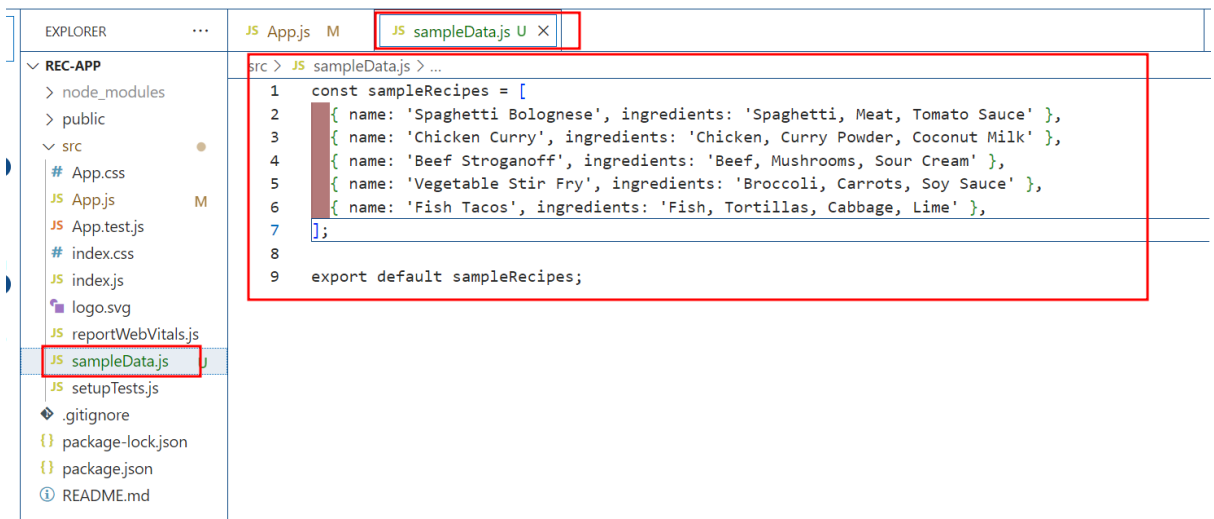 EXPLORER ...
REC-APP
node_modules
public
src
# App.css
JS App.js M
JS App.test.js
# index.css
JS index.js
logo.svg
JS reportWebVitals.js
JS sampleData.js U
JS setupTests.js
.gitignore
{} package-lock.json
{} package.json
README.md
JS App.js M
JS sampleData.js U ×
src > JS sampleData.js > ...
1 const sampleRecipes = [
2 { name: 'Spaghetti Bolognese', ingredients: 'Spaghetti, Meat, Tomato Sauce' },
3 { name: 'Chicken Curry', ingredients: 'Chicken, Curry Powder, Coconut Milk' },
4 { name: 'Beef Stroganoff', ingredients: 'Beef, Mushrooms, Sour Cream' },
5 { name: 'Vegetable Stir Fry', ingredients: 'Broccoli, Carrots, Soy Sauce' },
6 { name: 'Fish Tacos', ingredients: 'Fish, Tortillas, Cabbage, Lime' },
7 ];
8
9 export default sampleRecipes;